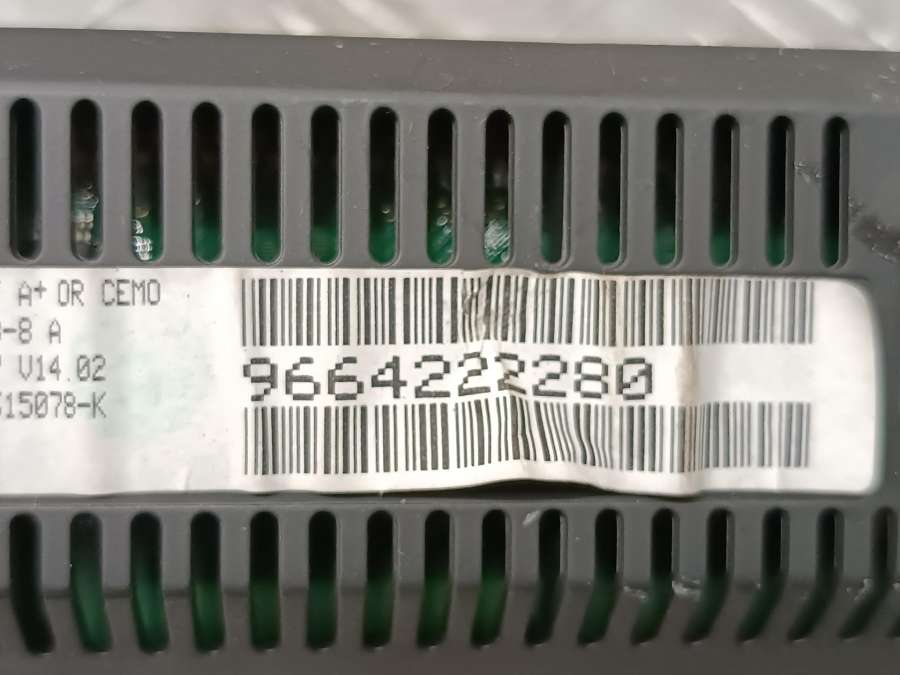 A+ OR CEMO
-8 A
V14.02
15078-K
9664222280